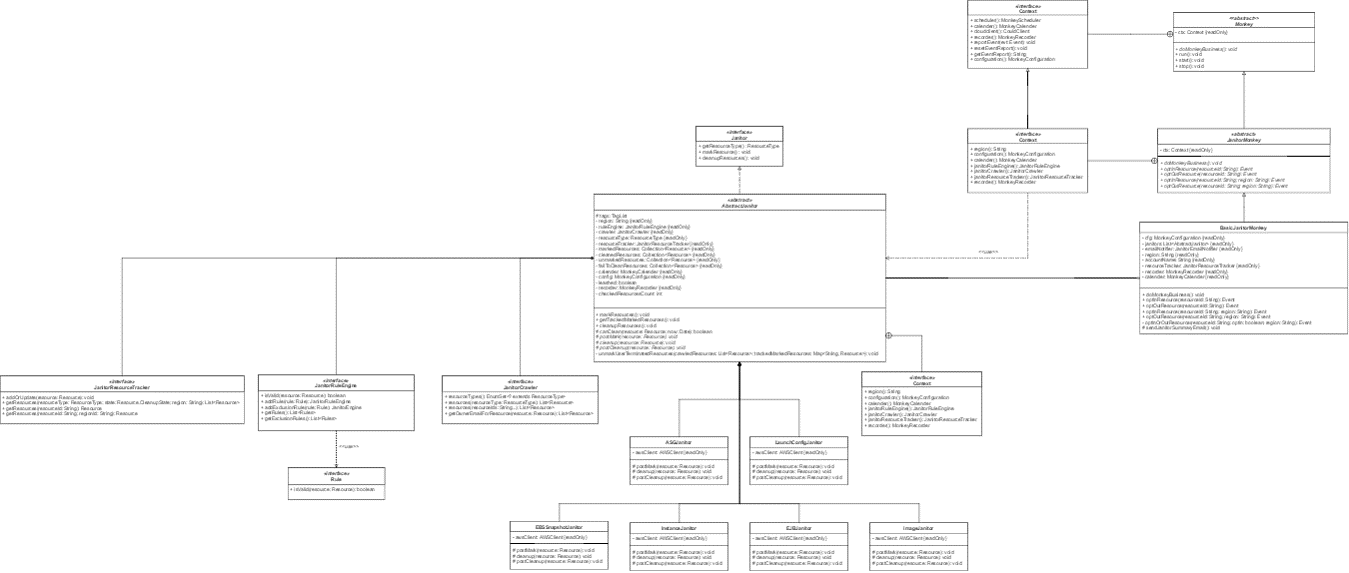 «interface»
Context
+ scheduler(): MonkeyScheduler
+ calender(): MonkeyCalender
+ cloudclient(): CouldClient
+ recorder(): MonkeyRecorder
+ reportEvent(evt: Event): void
+ resetEventReport(): void
+ getEventReport(): String
+ configuration(): MonkeyConfiguration
<<abstract>>
Monkey
- ctx: Context {readOnly}
+ doMonkeyBusiness(): void
+ run(): void
+ start(): void
+ stop(): void
«interface»
Janitor
+ getResourceType(): ResourceType
+ markResource(): void
+ cleanupResources(): void
«interface»
Context
+ region(): String
+ configuration(): MonkeyConfiguration
+ calender(): MonkeyCalender
+ janitorRuleEngine(): JanitorRuleEngine
+ janitorCrawler(): JanitorCrawler
+ janitorResourceTracker(): JanitorResourceTracker
+ recorder(): MonkeyRecorder
«abstract»
JanitorMonkey
- ctx: Context {readOnly}
+ doMonkeyBusiness(): void
+ optInResource(resourceId: String): Event
+ optOutResource(resourceId: String): Event
+ optInResource(resourceId: String, region: String): Event
+ optOutResource(resourceId: String, region: String): Event
«abstract»
AbstractJanitor
# tags: TagList
- region: String {readOnly}
- ruleEngine: JanitorRuleEngine {readOnly}
- crawler: JanitorCrawler {readOnly}
- resourceType: ResourceType {readOnly}
- resourceTracker: JanitorResourceTracker {readOnly}
- markedResources: Collection<Resource> {readOnly}
- cleanedResources: Collection<Resource> {readOnly}
- unmarkedResources: Collection<Resource> {readOnly}
- failToCleanResources: Collection<Resource> {readOnly}
- calender: MonkeyCalender {readOnly}
- config: MonkeyConfiguration {readOnly}
- leashed: boolean
- recorder: MonkeyRecorder {readOnly}
- checkedResourcesCount: int
+ markResources(): void
+ getTrackedMarkedResources(): void
+ cleanupResources(): void
# canClean(resource: Resource, now: Date): boolean
# postMark(resource: Resource): void
# cleanup(resource: Resource): void
# postCleanup(resource: Resource): void
- unmarkUserTerminatedResource(crawledResources: List<Resource>, trackedMarkedResources: Map<String, Resource>): void
<<use>>
BasicJanitorMonkey
- cfg: MonkeyConfiguration {readOnly}
- janitors: List<AbstractJanitor> {readOnly}
- emailNotifier: JanitorEmailNotifier {readOnly}
- region: String {readOnly}
- accountName: String {readOnly}
- resourceTracker: JanitorResourceTracker {readOnly}
- recorder: MonkeyRecorder {readOnly}
- calender: MonkeyCalender {readOnly}
+ doMonkeyBusiness(): void
+ optInResource(resourceId: String): Event
+ optOutResource(resourceId: String): Event
+ optInResource(resourceId: String, region: String): Event
+ optOutResource(resourceId: String, region: String): Event
- optInOrOutResource(resourceId: String, optIn: boolean, region: String): Event
# sendJanitorSummaryEmail(): void
«interface»
JanitorResourceTracker
+ addOrUpdate(resource: Resource): void
+ getResources(resourceType: ResourceType, state: Resource.CleanupState, region: String): List<Resource>
+ getResource(resourceId: String): Resource
+ getResource(resourceId: String, regionId: String): Resource
«interface»
JanitorRuleEngine
+ isValid(resource: Resource): boolean
+ addRule(rule: Rule): JanitorRuleEngine
+ addExclusionRule(rule: Rule): JanitorEngine
+ getRules(): List<Rule>
+ getExclusionRules(): List<Rule>
«interface»
JanitorCrawler
+ resourceTypes(): EnumSet<? extends ResourceType>
+ resources(resourceType: ResourceType): List<Resource>
+ resources(resourceIds: String...): List<Resource>
+ getOwnerEmailForResource(resource: Resource): List<Resource>
«interface»
Context
+ region(): String
+ configuration(): MonkeyConfiguration
+ calender(): MonkeyCalender
+ janitorRuleEngine(): JanitorRuleEngine
+ janitorCrawler(): JanitorCrawler
+ janitorResourceTracker(): JanitorResourceTracker
+ recorder(): MonkeyRecorder
<<use>>
«interface»
Rule
+ isValid(resource: Resource): boolean
ASGJanitor
- awsClient: AWSClient {readOnly}
# postMark(resource: Resource): void
# cleanup(resource: Resource): void
# postCleanup(resource: Resource): void
LaunchConfigJanitor
- awsClient: AWSClient {readOnly}
# postMark(resource: Resource): void
# cleanup(resource: Resource): void
# postCleanup(resource: Resource): void
EBSSnapshotJanitor
- awsClient: AWSClient {readOnly}
# postMark(resource: Resource): void
# cleanup(resource: Resource): void
# postCleanup(resource: Resource): void
InstanceJanitor
- awsClient: AWSClient {readOnly}
# postMark(resource: Resource): void
# cleanup(resource: Resource): void
# postCleanup(resource: Resource): void
- awsClient: AWSClient {readOnly}
# postMark(resource: Resource): void
# cleanup(resource: Resource): void
# postCleanup(resource: Resource): void
ImageJanitor
- awsClient: AWSClient {readOnly}
# postMark(resource: Resource): void
# cleanup(resource: Resource): void
# postCleanup(resource: Resource): void